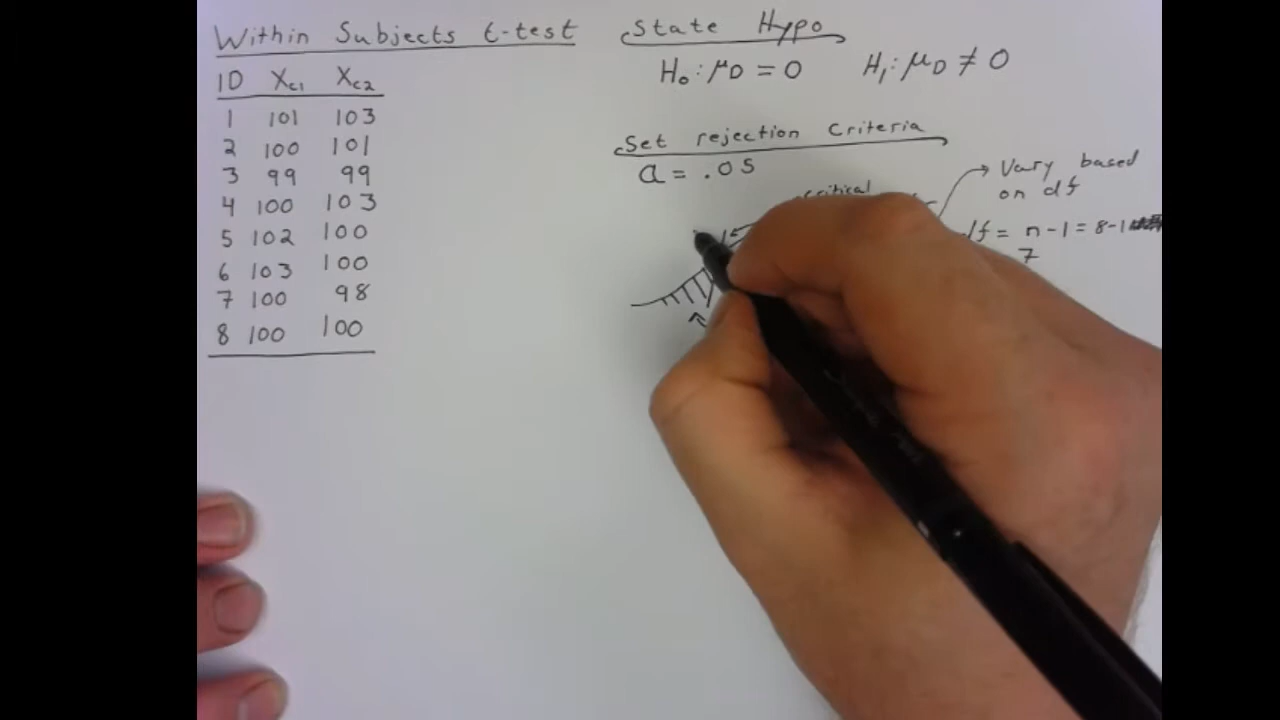 Within Subjects t-test
ID Xc1 Xc2
1 101 103
2 100 101
3 99 99
4 100 103
5 102 100
6 103 100
7 100 98
8 100 100
State Hypo
H₀: μD = 0 H₁: μD ≠ 0
Set rejection Criteria
α = .05
critical
Vary based
on df
df = n-1 = 8-1
7